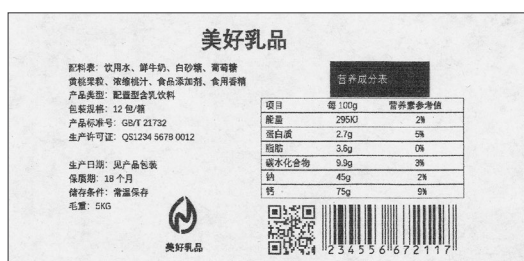 美好乳品
配料表：饮用水、鲜牛奶、白砂糖、葡萄糖
黄桃果粒、浓缩桃汁、食品添加剂、食用香精
产品类型：配置型含乳饮料
包装规格：12 包/箱
产品标准号：GB/T 21732
生产许可证：QS1234 5678 0012
生产日期：见产品包装
保质期：18 个月
储存条件：常温保存
毛重：5KG
美好乳品
营养成分表
项目 每 100g 营养素参考值
能量 295KJ 2%
蛋白质 2.7g 5%
脂肪 3.6g 0%
碳水化合物 9.9g 3%
钠 45g 2%
钙 75g 9%
234556672117